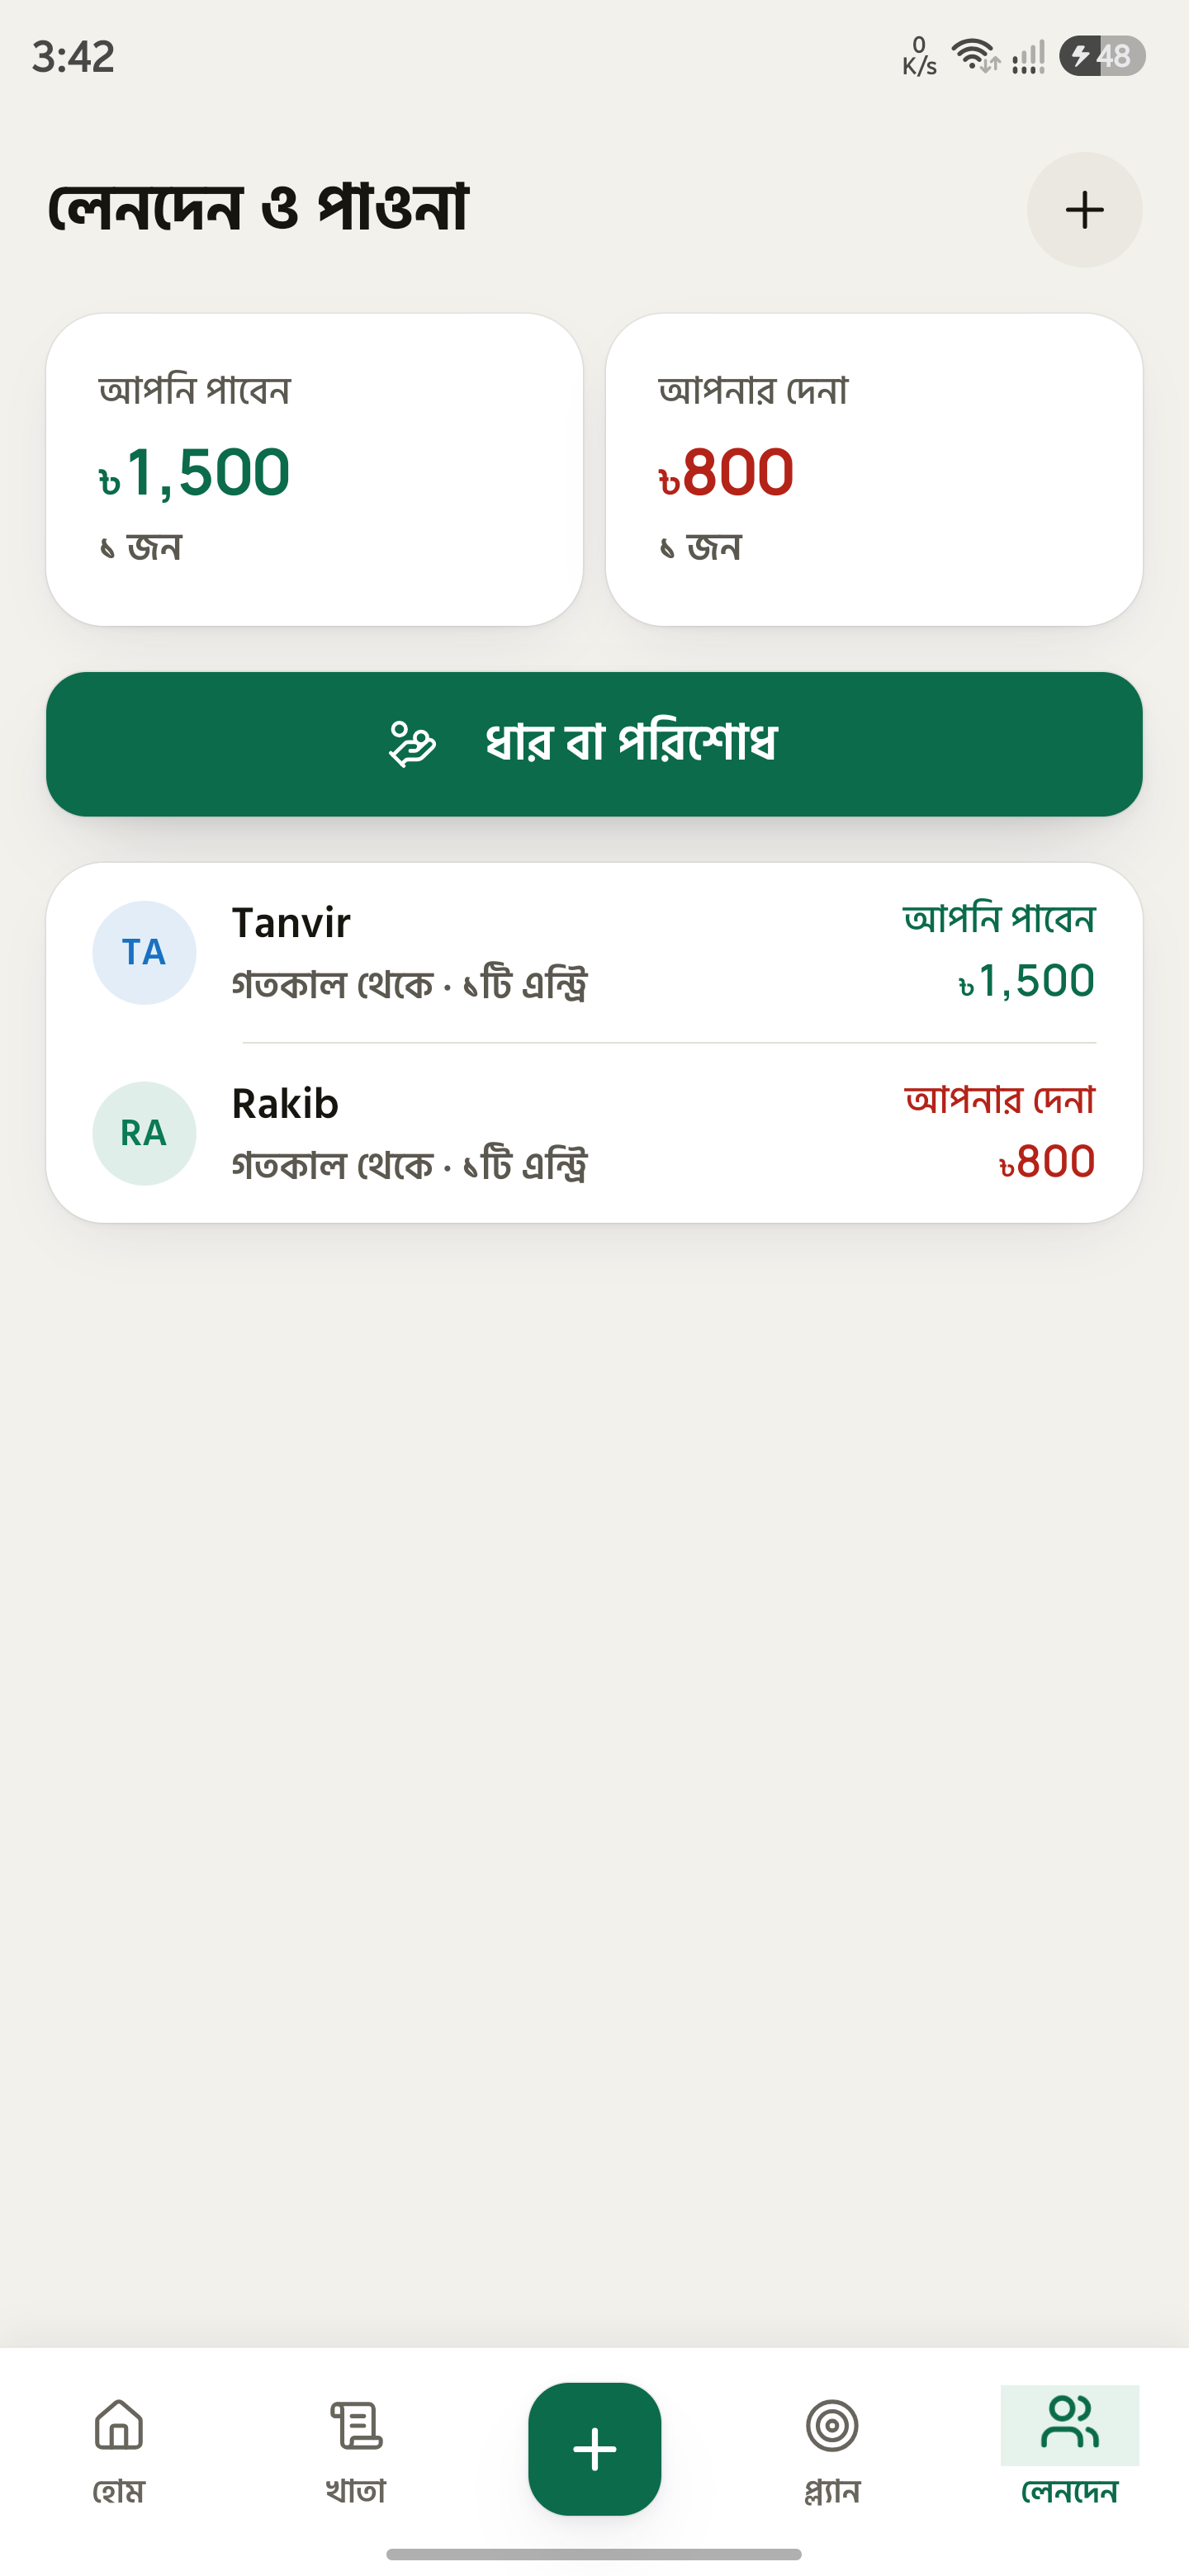 3:42
0
K/s
48
লেনদেন ও পাওনা
আপনি পাবেন
৳1,500
১ জন
আপনার দেনা
৳800
১ জন
ধার বা পরিশোধ
TA
Tanvir
গতকাল থেকে · ১টি এন্ট্রি
আপনি পাবেন
৳1,500
RA
Rakib
গতকাল থেকে · ১টি এন্ট্রি
আপনার দেনা
৳800
হোম
খাতা
প্ল্যান
লেনদেন